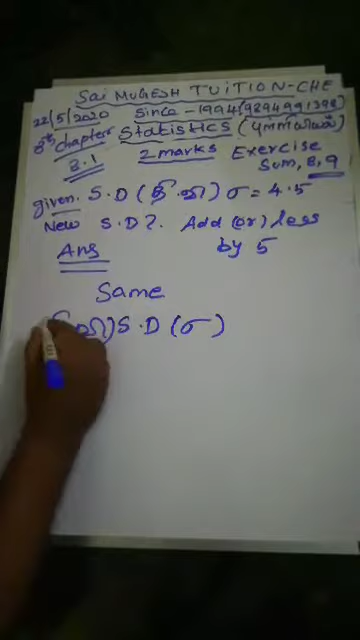 Sai MUGESH TUITION-CHE
22/5/2020 Since - 1994 (9894991398)
8th chapter Statistics (புள்ளியியல்)
8.1 2 marks Exercise
Sum, 8, 9
given. S.D (தி.வி) σ = 4.5
New S.D?. Add (or) less
by 5
Ans
Same
S.D (σ)